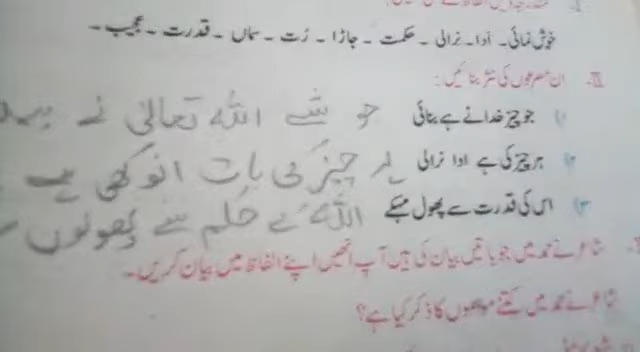 خوش نمائی۔ ادا۔ نرالی۔ حکمت۔ جاڑا۔ رُت۔ سماں۔ قدرت۔ عجیب۔
ان مصرعوں کی نثر بنائیں:
جو چیز خدا نے ہے بنائی جو شے اللہ تعالیٰ نے
ہر چیز کی ہے ادا نرالی ہر چیز کی بات انوکھی ہے
۳) اس کی قدرت سے پھول مہکے اللہ کے حکم سے پھولوں
شاعر نے حمد میں جو باتیں بیان کی ہیں آپ انھیں اپنے الفاظ میں بیان کریں۔
شاعر نے حمد میں کتنے موسموں کا ذکر کیا ہے؟